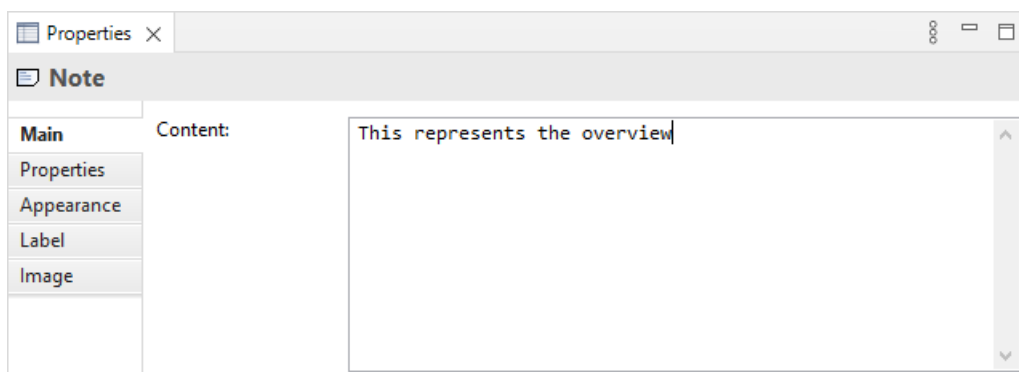 Properties
Note
Main
Content:
This represents the overview
Properties
Appearance
Label
Image